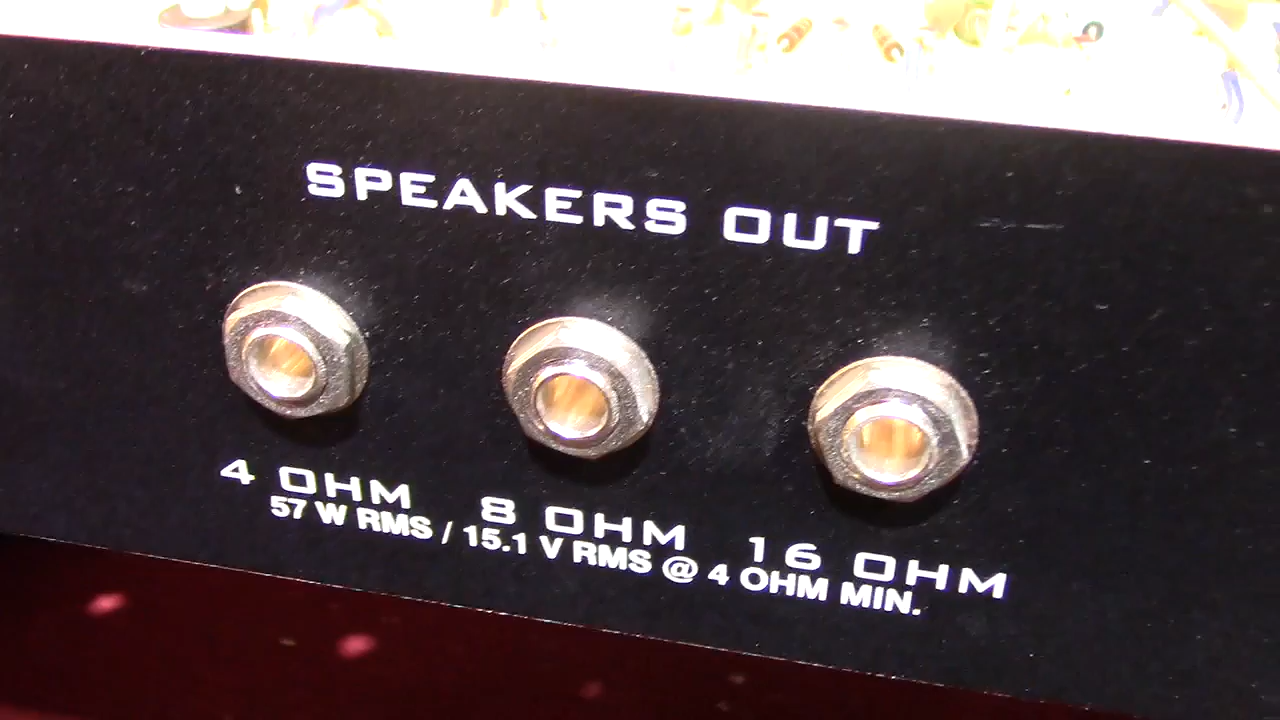 SPEAKERS OUT
4 OHM 8 OHM 16 OHM
57 W RMS / 15.1 V RMS @ 4 OHM MIN.